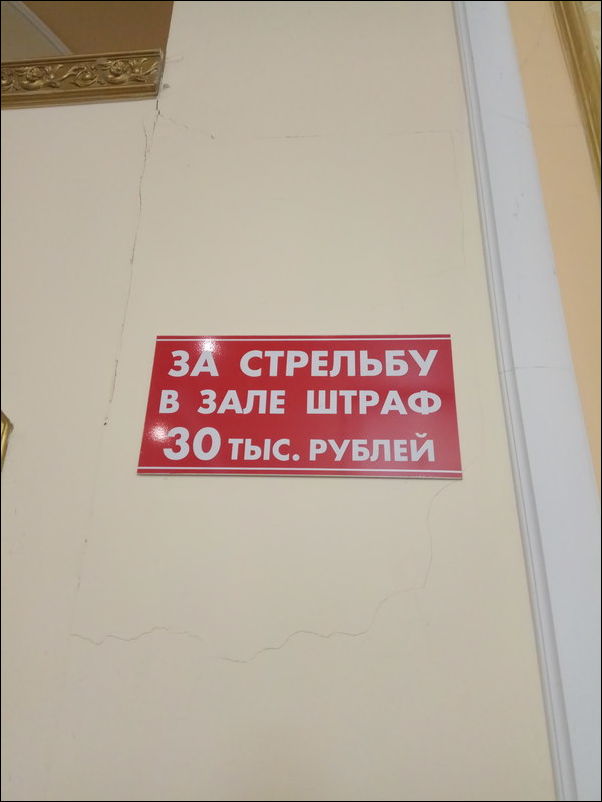 ЗА СТРЕЛЬБУ
В ЗАЛЕ ШТРАФ
30 ТЫС. РУБЛЕЙ